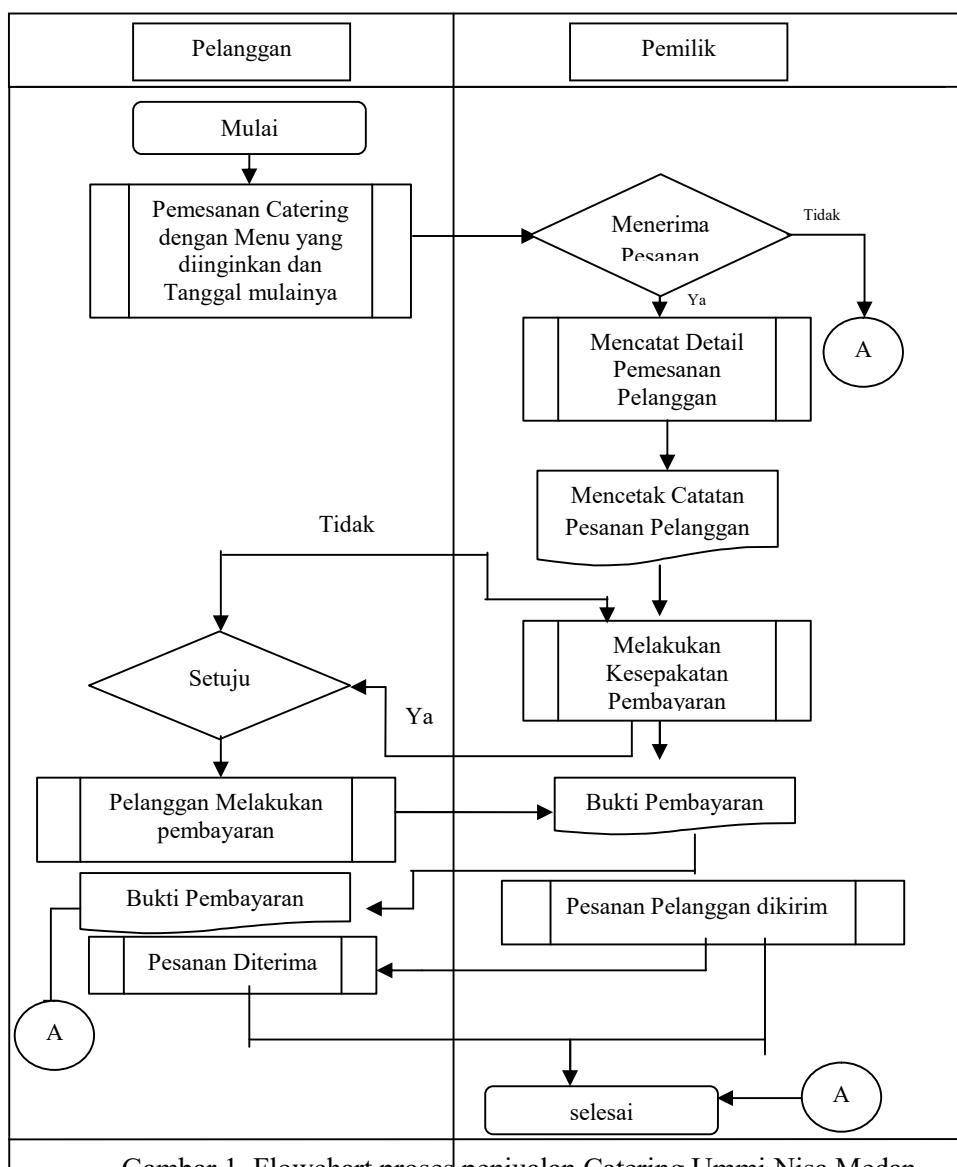 Pelanggan
Pemilik
Mulai
Pemesanan Catering
dengan Menu yang
diinginkan dan
Tanggal mulainya
Menerima
Pesanan
Tidak
Ya
Mencatat Detail
Pemesanan
Pelanggan
A
Mencetak Catatan
Pesanan Pelanggan
Tidak
Melakukan
Kesepakatan
Pembayaran
Setuju
Ya
Pelanggan Melakukan
pembayaran
Bukti Pembayaran
Bukti Pembayaran
Pesanan Pelanggan dikirim
Pesanan Diterima
A
A
selesai
Gambar 1. Flowchart proses penjualan Catering Ummi Nisa Medan